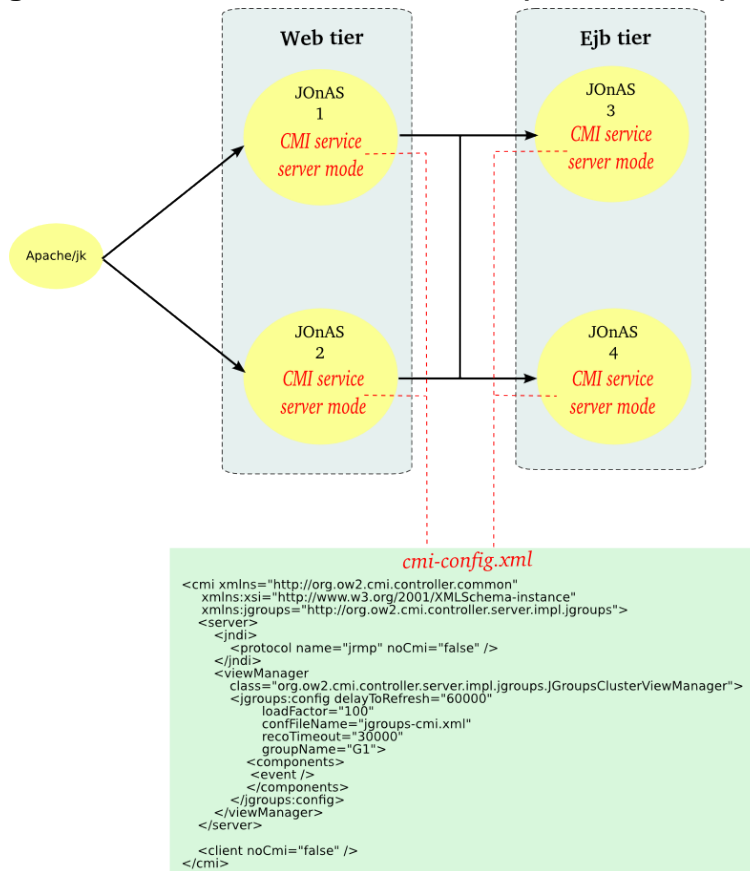 Web tier
Ejb tier
JOnAS
1
CMI service
server mode
JOnAS
3
CMI service
server mode
Apache/jk
JOnAS
2
CMI service
server mode
JOnAS
4
CMI service
server mode
cmi-config.xml
<cmi xmlns="http://org.ow2.cmi.controller.common"
xmlns:xsi="http://www.w3.org/2001/XMLSchema-instance"
xmlns:jgroups="http://org.ow2.cmi.controller.server.impl.jgroups">
<server>
<jndi>
<protocol name="jrmp" noCmi="false" />
</jndi>
<viewManager
class="org.ow2.cmi.controller.server.impl.jgroups.JGroupsClusterViewManager">
<jgroups:config delayToRefresh="60000"
loadFactor="100"
confFileName="jgroups-cmi.xml"
recoTimeout="30000"
groupName="G1">
<components>
<event />
</components>
</jgroups:config>
</viewManager>
</server>
<client noCmi="false" />
</cmi>